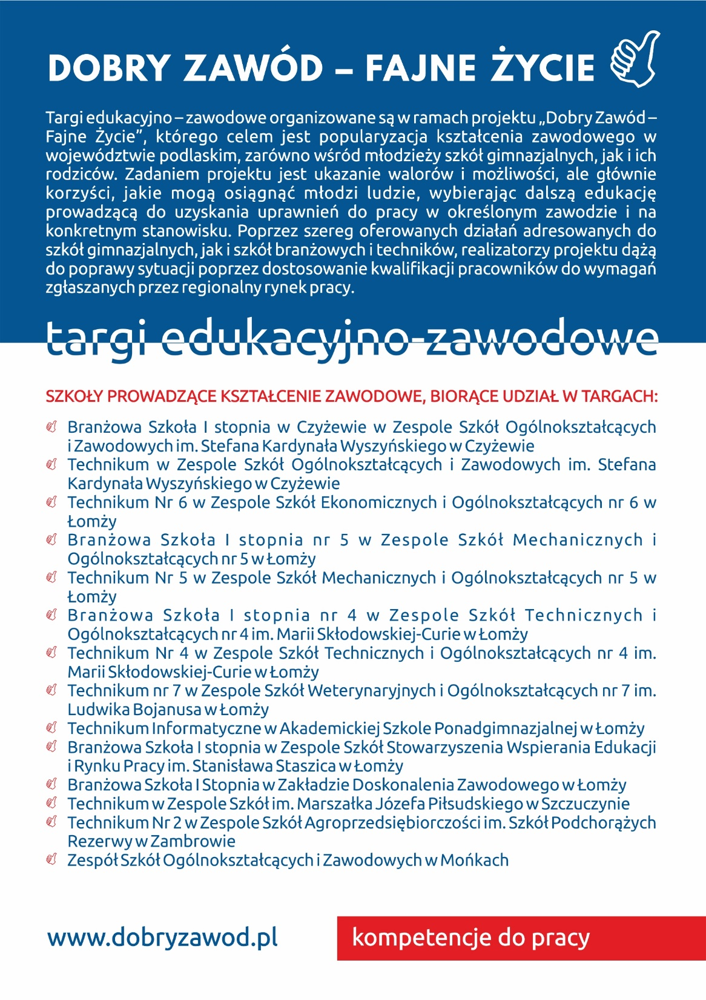 DOBRY ZAWÓD – FAJNE ŻYCIE
Targi edukacyjno – zawodowe organizowane są w ramach projektu „Dobry Zawód –
Fajne Życie”, którego celem jest popularyzacja kształcenia zawodowego w
województwie podlaskim, zarówno wśród młodzieży szkół gimnazjalnych, jak i ich
rodziców. Zadaniem projektu jest ukazanie walorów i możliwości, ale głównie
korzyści, jakie mogą osiągnąć młodzi ludzie, wybierając dalszą edukację
prowadzącą do uzyskania uprawnień do pracy w określonym zawodzie i na
konkretnym stanowisku. Poprzez szereg oferowanych działań adresowanych do
szkół gimnazjalnych, jak i szkół branżowych i techników, realizatorzy projektu dążą
do poprawy sytuacji poprzez dostosowanie kwalifikacji pracowników do wymagań
zgłaszanych przez regionalny rynek pracy.
targi edukacyjno-zawodowe
SZKOŁY PROWADZĄCE KSZTAŁCENIE ZAWODOWE, BIORĄCE UDZIAŁ W TARGACH:
Branżowa Szkoła I stopnia w Czyżewie w Zespole Szkół Ogólnokształcących
i Zawodowych im. Stefana Kardynała Wyszyńskiego w Czyżewie
Technikum w Zespole Szkół Ogólnokształcących i Zawodowych im. Stefana
Kardynała Wyszyńskiego w Czyżewie
Technikum Nr 6 w Zespole Szkół Ekonomicznych i Ogólnokształcących nr 6 w
Łomży
Branżowa Szkoła I stopnia nr 5 w Zespole Szkół Mechanicznych i
Ogólnokształcących nr 5 w Łomży
Technikum Nr 5 w Zespole Szkół Mechanicznych i Ogólnokształcących nr 5 w
Łomży
Branżowa Szkoła I stopnia nr 4 w Zespole Szkół Technicznych i
Ogólnokształcących nr 4 im. Marii Skłodowskiej-Curie w Łomży
Technikum Nr 4 w Zespole Szkół Technicznych i Ogólnokształcących nr 4 im.
Marii Skłodowskiej-Curie w Łomży
Technikum nr 7 w Zespole Szkół Weterynaryjnych i Ogólnokształcących nr 7 im.
Ludwika Bojanusa w Łomży
Technikum Informatyczne w Akademickiej Szkole Ponadgimnazjalnej w Łomży
Branżowa Szkoła I stopnia w Zespole Szkół Stowarzyszenia Wspierania Edukacji
i Rynku Pracy im. Stanisława Staszica w Łomży
Branżowa Szkoła I Stopnia w Zakładzie Doskonalenia Zawodowego w Łomży
Technikum w Zespole Szkół im. Marszałka Józefa Piłsudskiego w Szczuczynie
Technikum Nr 2 w Zespole Szkół Agroprzedsiębiorczości im. Szkół Podchorążych
Rezerwy w Zambrowie
Zespół Szkół Ogólnokształcących i Zawodowych w Mońkach
www.dobryzawod.pl
kompetencje do pracy